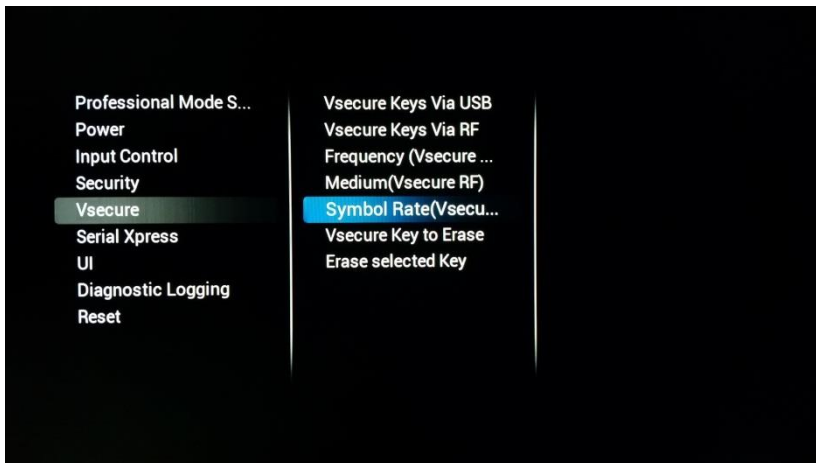 Professional Mode S...
Power
Input Control
Security
Vsecure
Serial Xpress
UI
Diagnostic Logging
Reset
Vsecure Keys Via USB
Vsecure Keys Via RF
Frequency (Vsecure ...
Medium(Vsecure RF)
Symbol Rate(Vsecu...
Vsecure Key to Erase
Erase selected Key